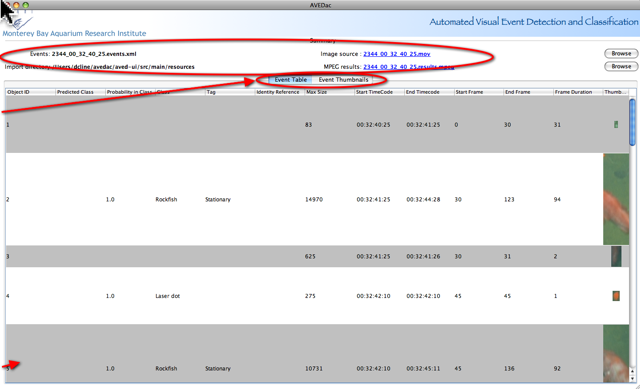 AVEDac
Automated Visual Event Detection and Classification
Monterey Bay Aquarium Research Institute
Summary
Events: 2344_00_32_40_25.events.xml Image source : 2344_00_32_40_25.mov Browse
Import directory /Users/dcline/avedac/aved-ui/src/main/resources MPEG results: 2344_00_32_40_25.results.mpeg Browse
Event Table Event Thumbnails
Object ID Predicted Class Probability in Class Class Tag Identity Reference Max Size Start TimeCode End Timecode Start Frame End Frame Frame Duration Thumb...
1 83 00:32:40:25 00:32:41:25 0 30 31
2 1.0 Rockfish Stationary 14970 00:32:41:25 00:32:44:28 30 123 94
3 625 00:32:41:25 00:32:41:26 30 31 2
4 1.0 Laser dot 275 00:32:42:10 00:32:42:10 45 45 1
5 1.0 Rockfish Stationary 10731 00:32:42:10 00:32:45:11 45 136 92